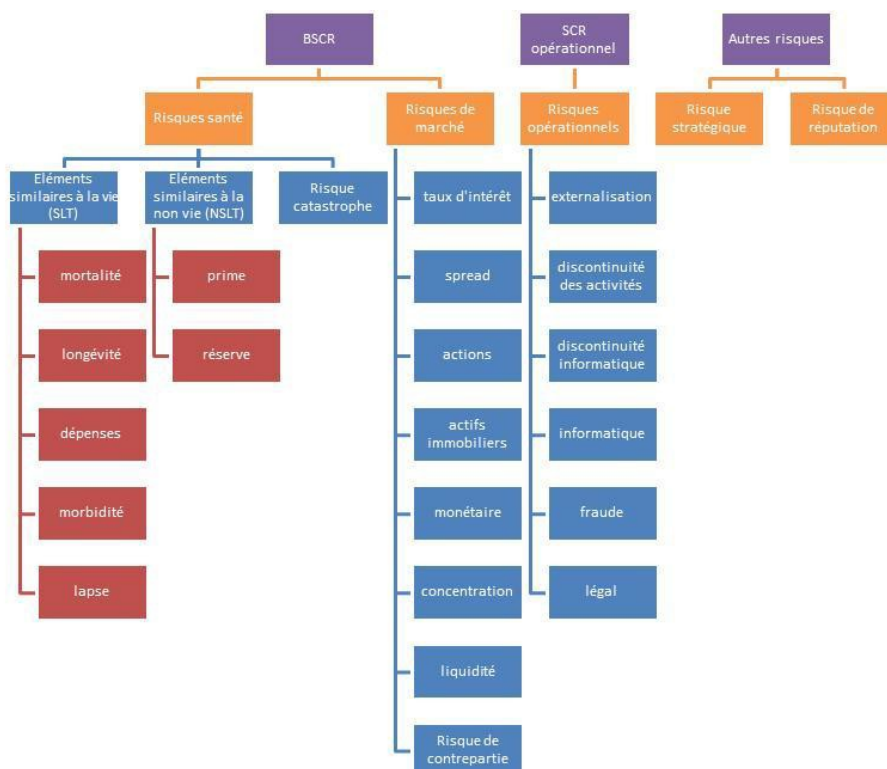 BSCR
SCR
opérationnel
Autres risques
Risques santé
Risques de
marché
Risques
opérationnels
Risque
stratégique
Risque de
réputation
Eléments
similaires à la vie
(SLT)
Eléments
similaires à la
non vie (NSLT)
Risque
catastrophe
taux d'intérêt
externalisation
mortalité
prime
spread
discontinuité
des activités
longévité
réserve
actions
discontinuité
informatique
dépenses
actifs
immobiliers
informatique
morbidité
monétaire
fraude
lapse
concentration
légal
liquidité
Risque de
contrepartie